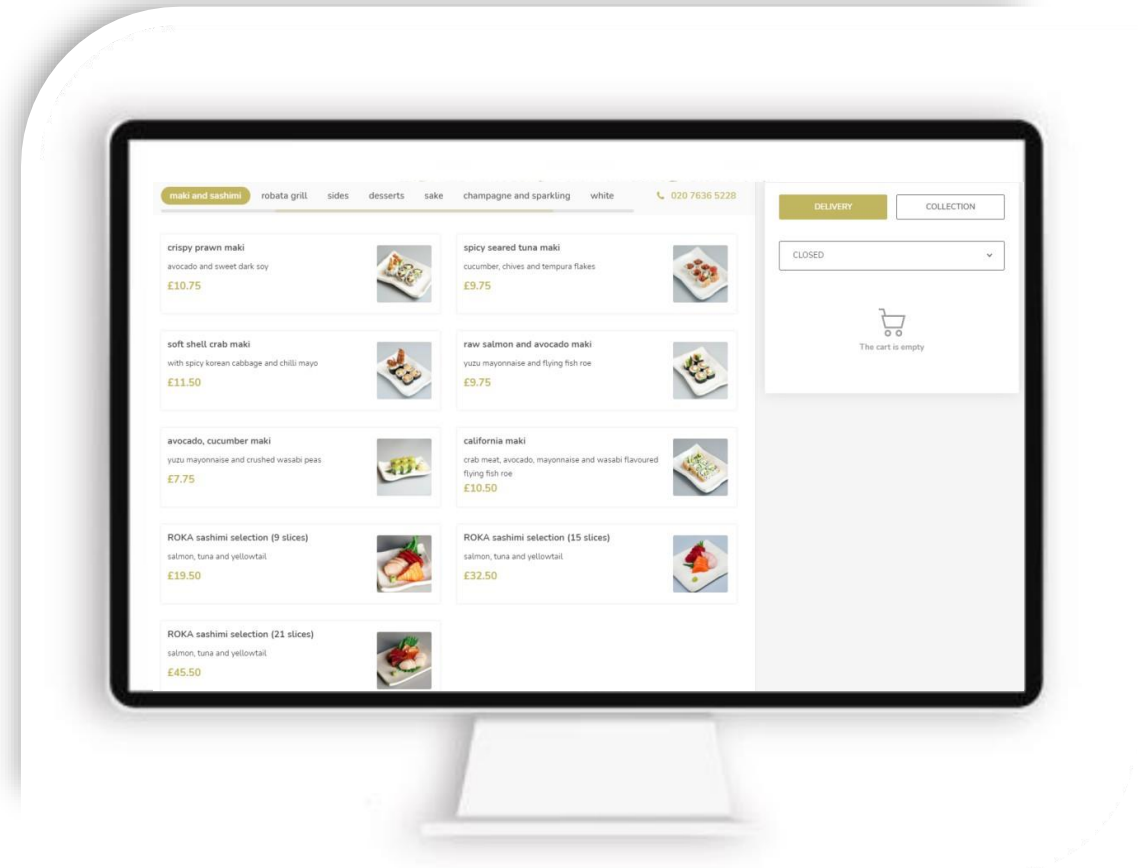 maki and sashimi robata grill sides desserts sake champagne and sparkling white 020 7636 5228
DELIVERY COLLECTION
CLOSED
The cart is empty
crispy prawn maki
avocado and sweet dark soy
£10.75
spicy seared tuna maki
cucumber, chives and tempura flakes
£9.75
soft shell crab maki
with spicy korean cabbage and chilli mayo
£11.50
raw salmon and avocado maki
yuzu mayonnaise and flying fish roe
£9.75
avocado, cucumber maki
yuzu mayonnaise and crushed wasabi peas
£7.75
california maki
crab meat, avocado, mayonnaise and wasabi flavoured
flying fish roe
£10.50
ROKA sashimi selection (9 slices)
salmon, tuna and yellowtail
£19.50
ROKA sashimi selection (15 slices)
salmon, tuna and yellowtail
£32.50
ROKA sashimi selection (21 slices)
salmon, tuna and yellowtail
£45.50